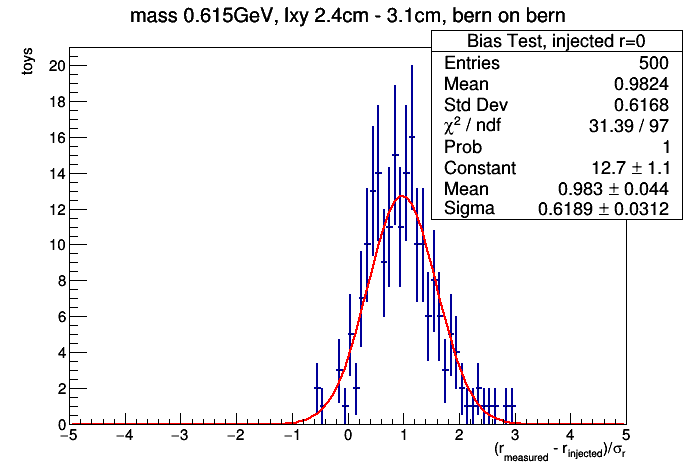 mass 0.615GeV, lxy 2.4cm - 3.1cm, bern on bern
toys
Bias Test, injected r=0
Entries 500
Mean 0.9824
Std Dev 0.6168
χ² / ndf 31.39 / 97
Prob 1
Constant 12.7 ± 1.1
Mean 0.983 ± 0.044
Sigma 0.6189 ± 0.0312
20
18
16
14
12
10
8
6
4
2
0
−5 −4 −3 −2 −1 0 1 2 3 4 5
(r_measured - r_injected)/σ_r